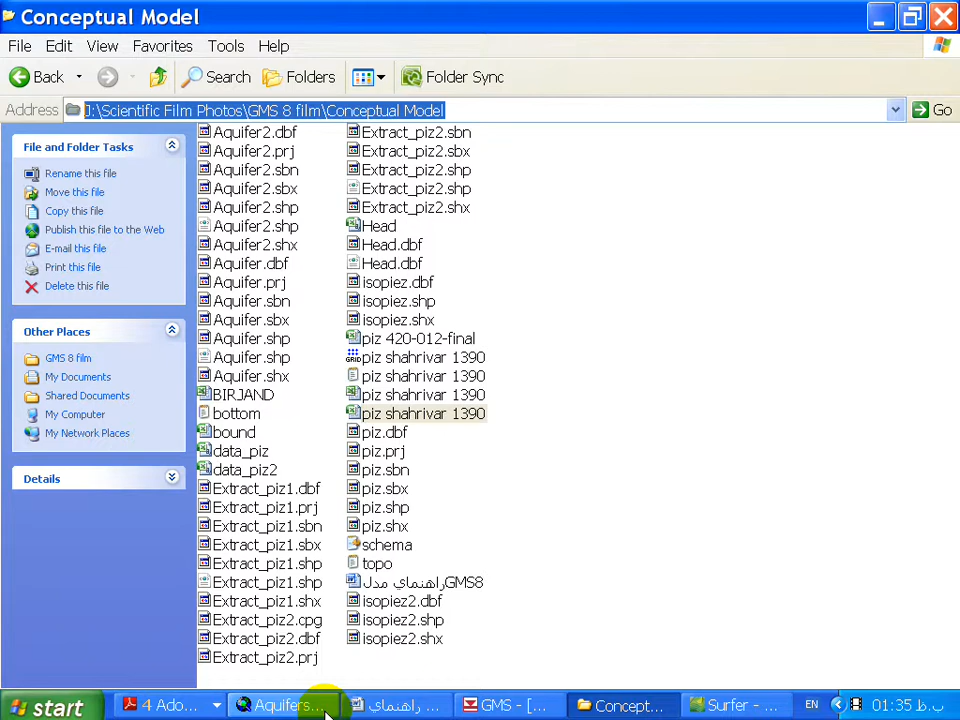 Conceptual Model
File Edit View Favorites Tools Help
Back Search Folders Folder Sync
Address J:\Scientific Film Photos\GMS 8 film\Conceptual Model Go
File and Folder Tasks
Rename this file
Move this file
Copy this file
Publish this file to the Web
E-mail this file
Print this file
Delete this file
Other Places
GMS 8 film
My Documents
Shared Documents
My Computer
My Network Places
Details
Aquifer2.dbf
Aquifer2.prj
Aquifer2.sbn
Aquifer2.sbx
Aquifer2.shp
Aquifer2.shp
Aquifer2.shx
Aquifer.dbf
Aquifer.prj
Aquifer.sbn
Aquifer.sbx
Aquifer.shp
Aquifer.shp
Aquifer.shx
BIRJAND
bottom
bound
data_piz
data_piz2
Extract_piz1.dbf
Extract_piz1.prj
Extract_piz1.sbn
Extract_piz1.sbx
Extract_piz1.shp
Extract_piz1.shp
Extract_piz1.shx
Extract_piz2.cpg
Extract_piz2.dbf
Extract_piz2.prj
Extract_piz2.sbn
Extract_piz2.sbx
Extract_piz2.shp
Extract_piz2.shp
Extract_piz2.shx
Head
Head.dbf
Head.dbf
isopiez.dbf
isopiez.shp
isopiez.shx
piz 420-012-final
GRID piz shahrivar 1390
piz shahrivar 1390
piz shahrivar 1390
piz shahrivar 1390
piz.dbf
piz.prj
piz.sbn
piz.sbx
piz.shp
piz.shx
schema
topo
راهنماي مدل GMS8
isopiez2.dbf
isopiez2.shp
isopiez2.shx
start 4 Ado... Aquifers... راهنماي ... GMS - [... Concept... Surfer - ... EN 01:35 ب.ظ